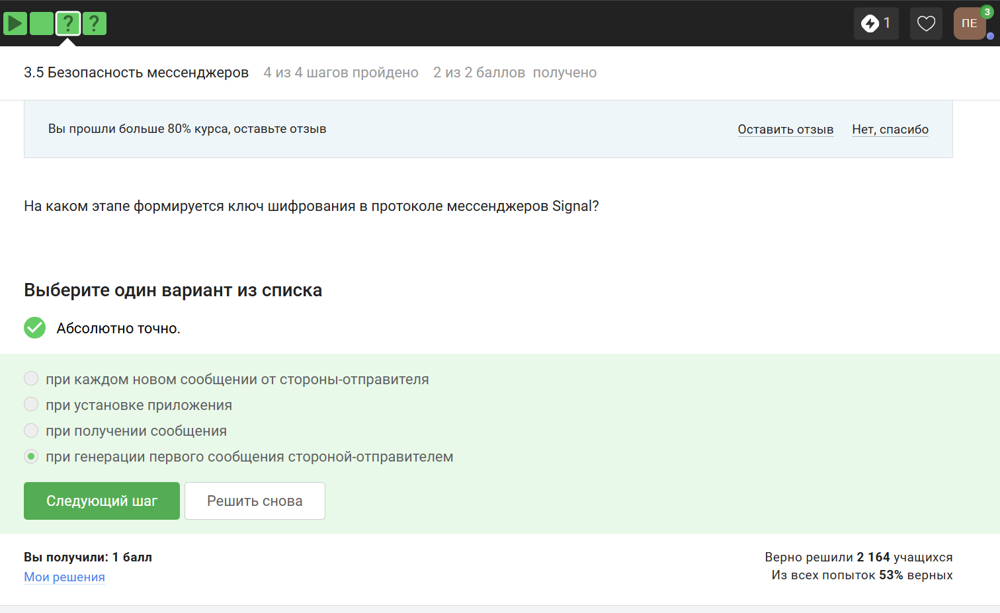 ? ?
1
ПЕ
3
3.5 Безопасность мессенджеров 4 из 4 шагов пройдено 2 из 2 баллов получено
Вы прошли больше 80% курса, оставьте отзыв Оставить отзыв Нет, спасибо
На каком этапе формируется ключ шифрования в протоколе мессенджеров Signal?
Выберите один вариант из списка
Абсолютно точно.
при каждом новом сообщении от стороны-отправителя
при установке приложения
при получении сообщения
при генерации первого сообщения стороной-отправителем
Следующий шаг Решить снова
Вы получили: 1 балл
Мои решения
Верно решили 2 164 учащихся
Из всех попыток 53% верных